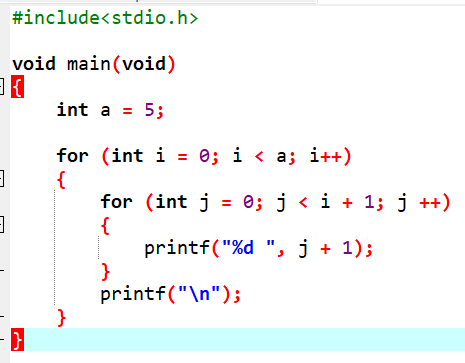 #include<stdio.h>
void main(void)
{
int a = 5;
for (int i = 0; i < a; i++)
{
for (int j = 0; j < i + 1; j ++)
{
printf("%d ", j + 1);
}
printf("\n");
}
}